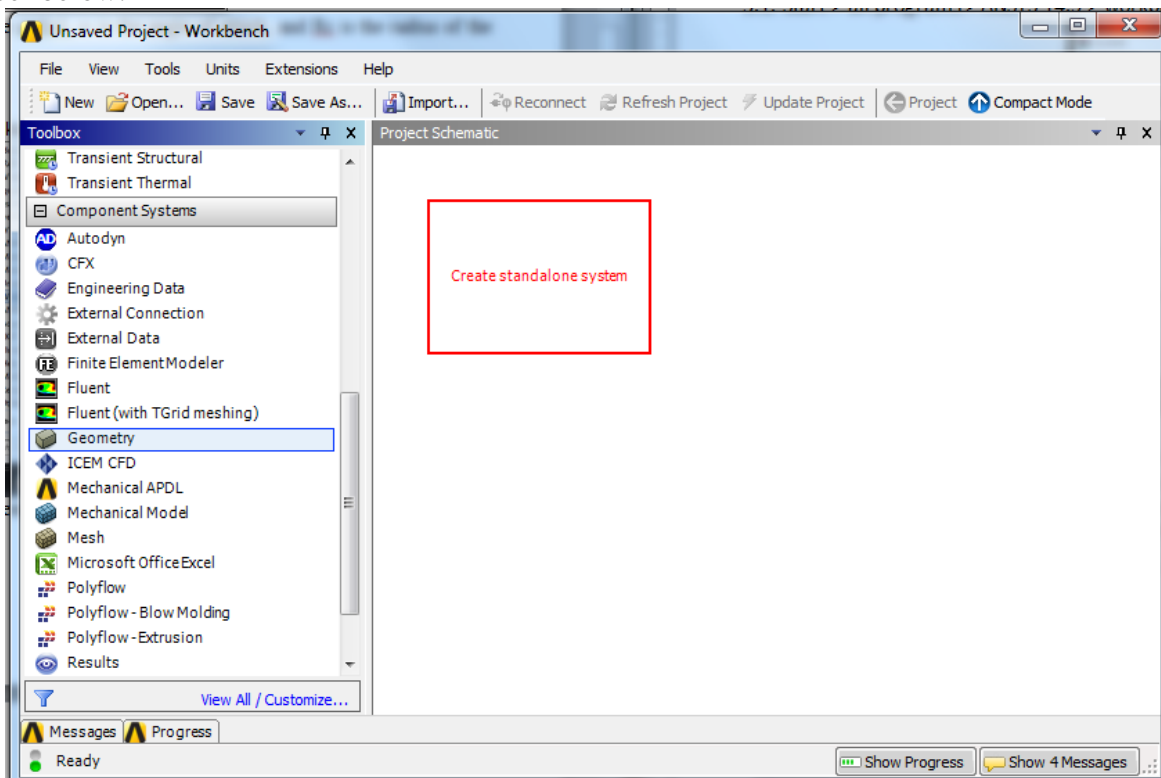 Unsaved Project - Workbench
File View Tools Units Extensions Help
New Open... Save Save As... Import... Reconnect Refresh Project Update Project Project Compact Mode
Toolbox
Project Schematic
Transient Structural
Transient Thermal
Component Systems
Autodyn
CFX
Engineering Data
External Connection
External Data
Finite Element Modeler
Fluent
Fluent (with TGrid meshing)
Geometry
ICEM CFD
Mechanical APDL
Mechanical Model
Mesh
Microsoft Office Excel
Polyflow
Polyflow - Blow Molding
Polyflow - Extrusion
Results
View All / Customize...
Create standalone system
Messages Progress
Ready
Show Progress Show 4 Messages